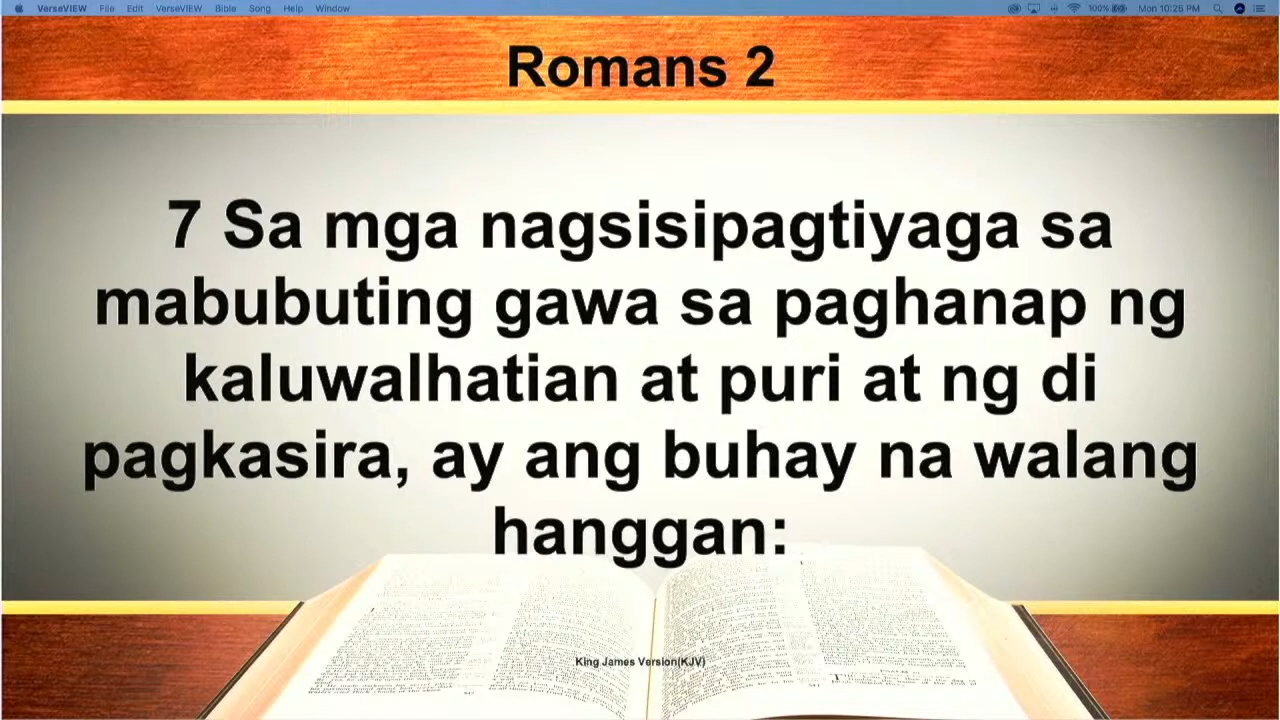 VerseVIEW File Edit VerseVIEW Bible Song Help Window 100% Mon 10:25 PM
Romans 2
7 Sa mga nagsisipagtiyaga sa
mabubuting gawa sa paghanap ng
kaluwalhatian at puri at ng di
pagkasira, ay ang buhay na walang
hanggan:
King James Version(KJV)